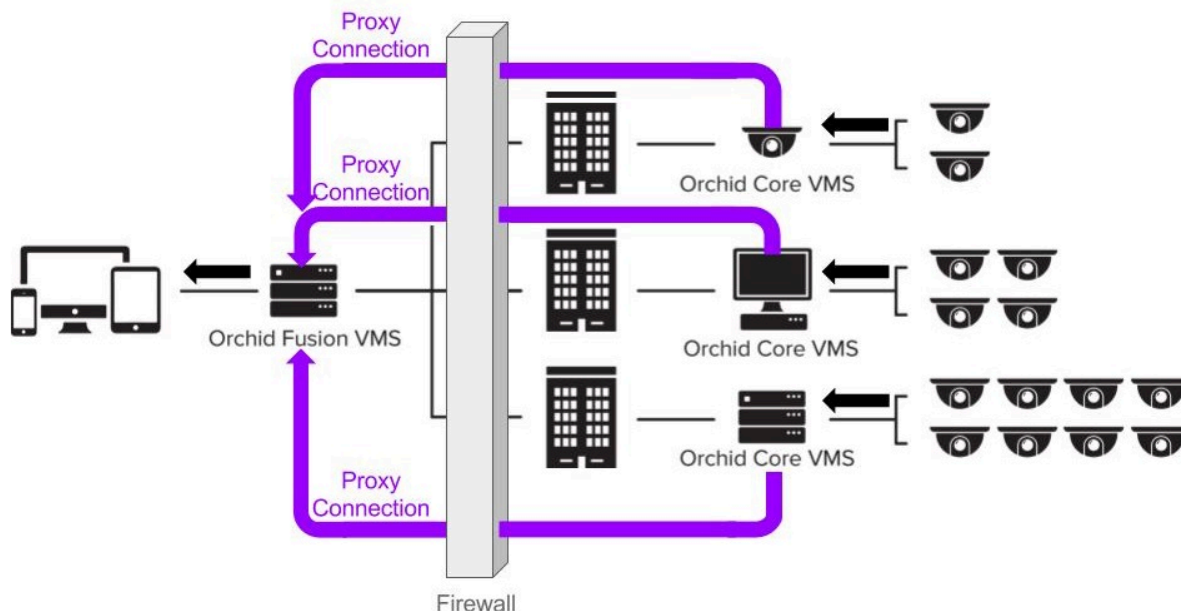 Proxy
Connection
Proxy
Connection
Orchid Core VMS
Orchid Fusion VMS
Orchid Core VMS
Orchid Core VMS
Proxy
Connection
Firewall